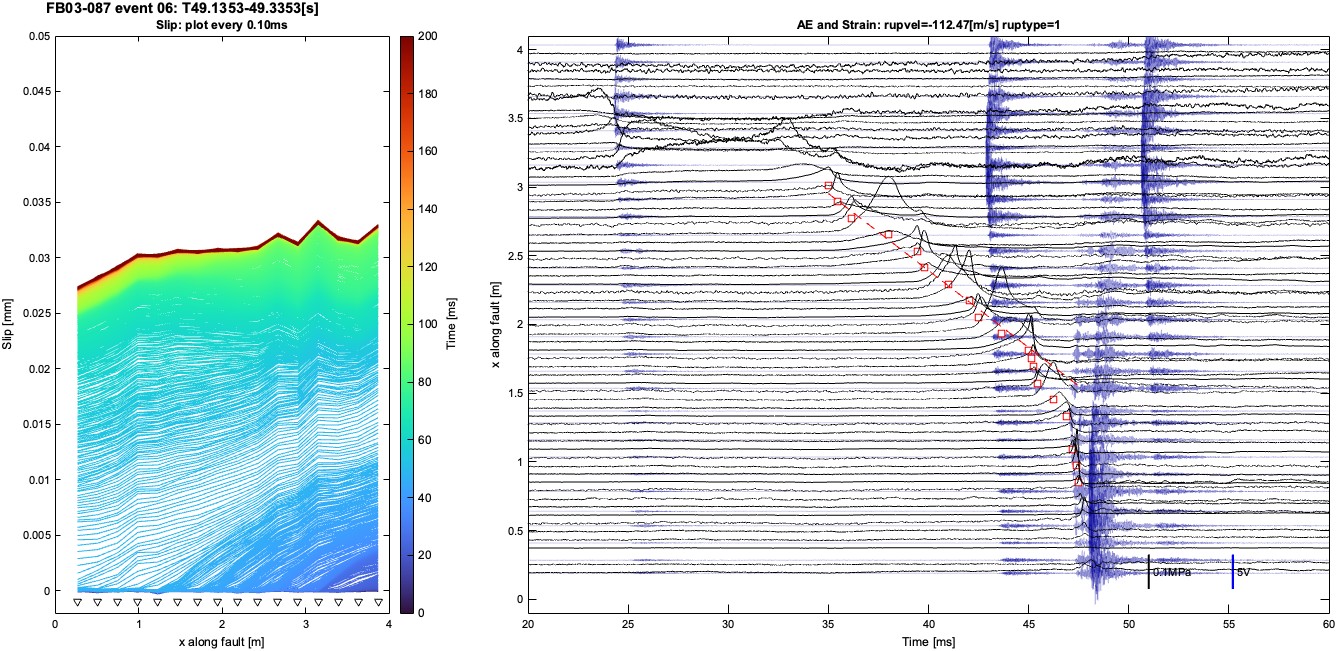 FB03-087 event 06: T49.1353-49.3353[s]
Slip: plot every 0.10ms
0.05
0.045
0.04
0.035
0.03
0.025
0.02
0.015
0.01
0.005
0
Slip [mm]
0 1 2 3 4
x along fault [m]
200
180
160
140
120
100
80
60
40
20
0
Time [ms]
AE and Strain: rupvel=-112.47[m/s] ruptype=1
4
3.5
3
2.5
2
1.5
1
0.5
0
x along fault [m]
0.1MPa 5V
20 25 30 35 40 45 50 55 60
Time [ms]